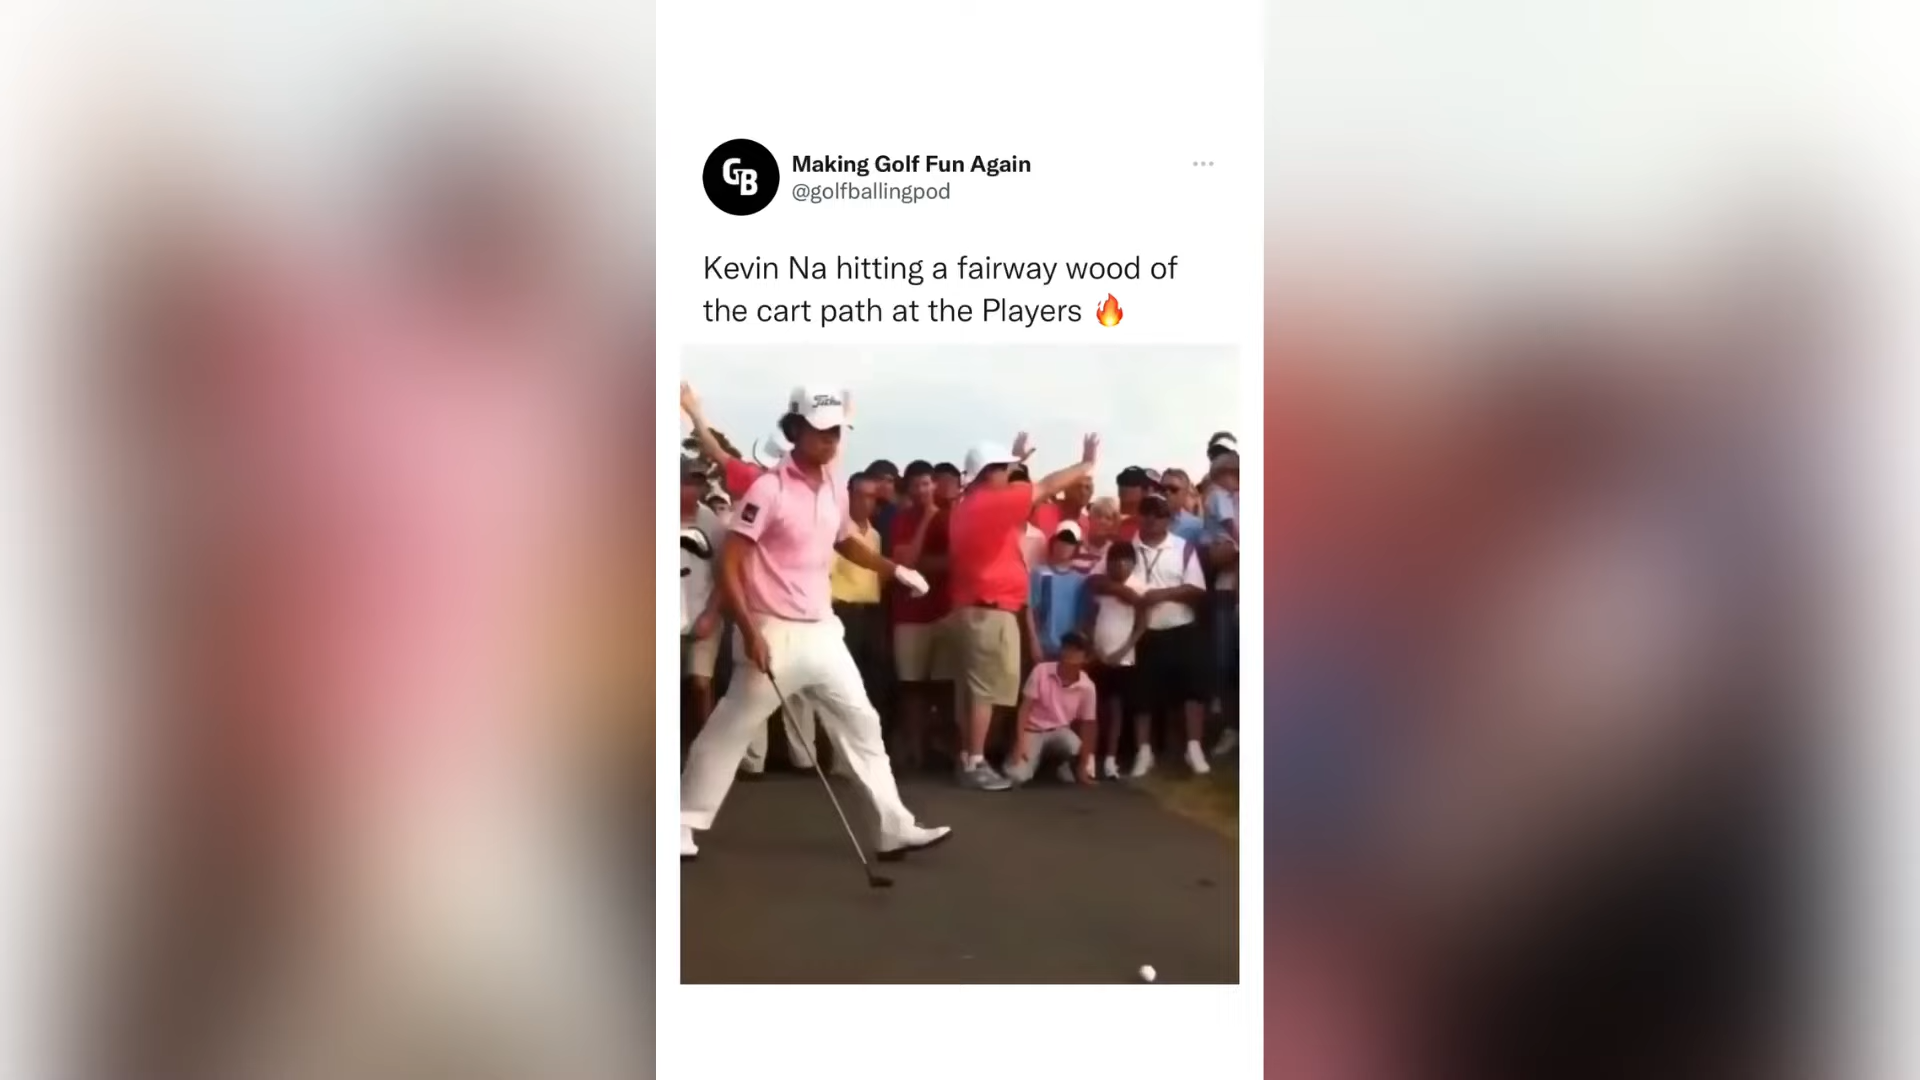 GB
Making Golf Fun Again
@golfballingpod
Kevin Na hitting a fairway wood of
the cart path at the Players 🔥